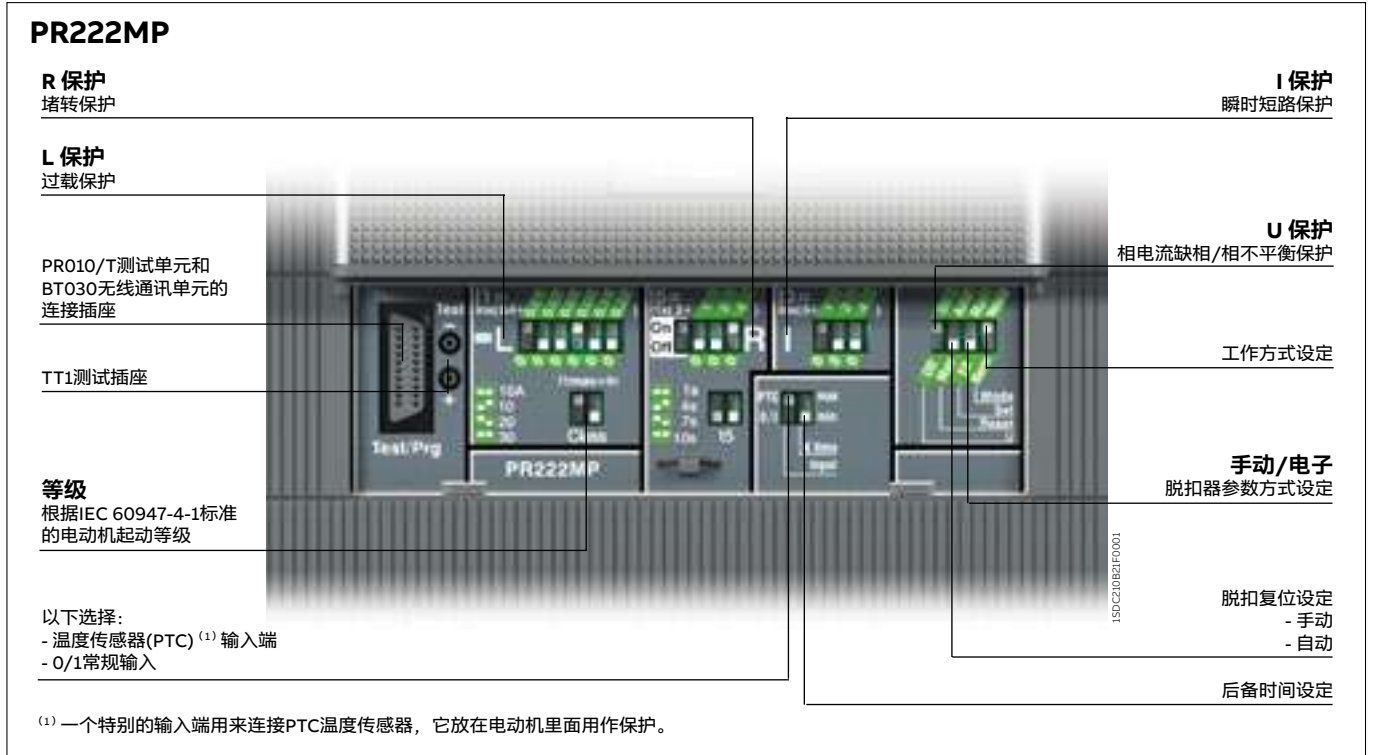 PR222MP
R 保护
堵转保护
I 保护
瞬时短路保护
L 保护
过载保护
U 保护
相电流缺相/相不平衡保护
PR010/T测试单元和
BT030无线通讯单元的
连接插座
工作方式设定
TT1测试插座
手动/电子
脱扣器参数方式设定
等级
根据IEC 60947-4-1标准
的电动机起动等级
以下选择:
- 温度传感器(PTC) (1) 输入端
- 0/1常规输入
脱扣复位设定
- 手动
- 自动
后备时间设定
(1) 一个特别的输入端用来连接PTC温度传感器，它放在电动机里面用作保护。
1SDC210B21F0001
Test
L
On
Off
R
I
10A
10
20
30
Class
1s
4s
7s
10s
t5
PTC
0/1
max
min
Test/Prg
PR222MP